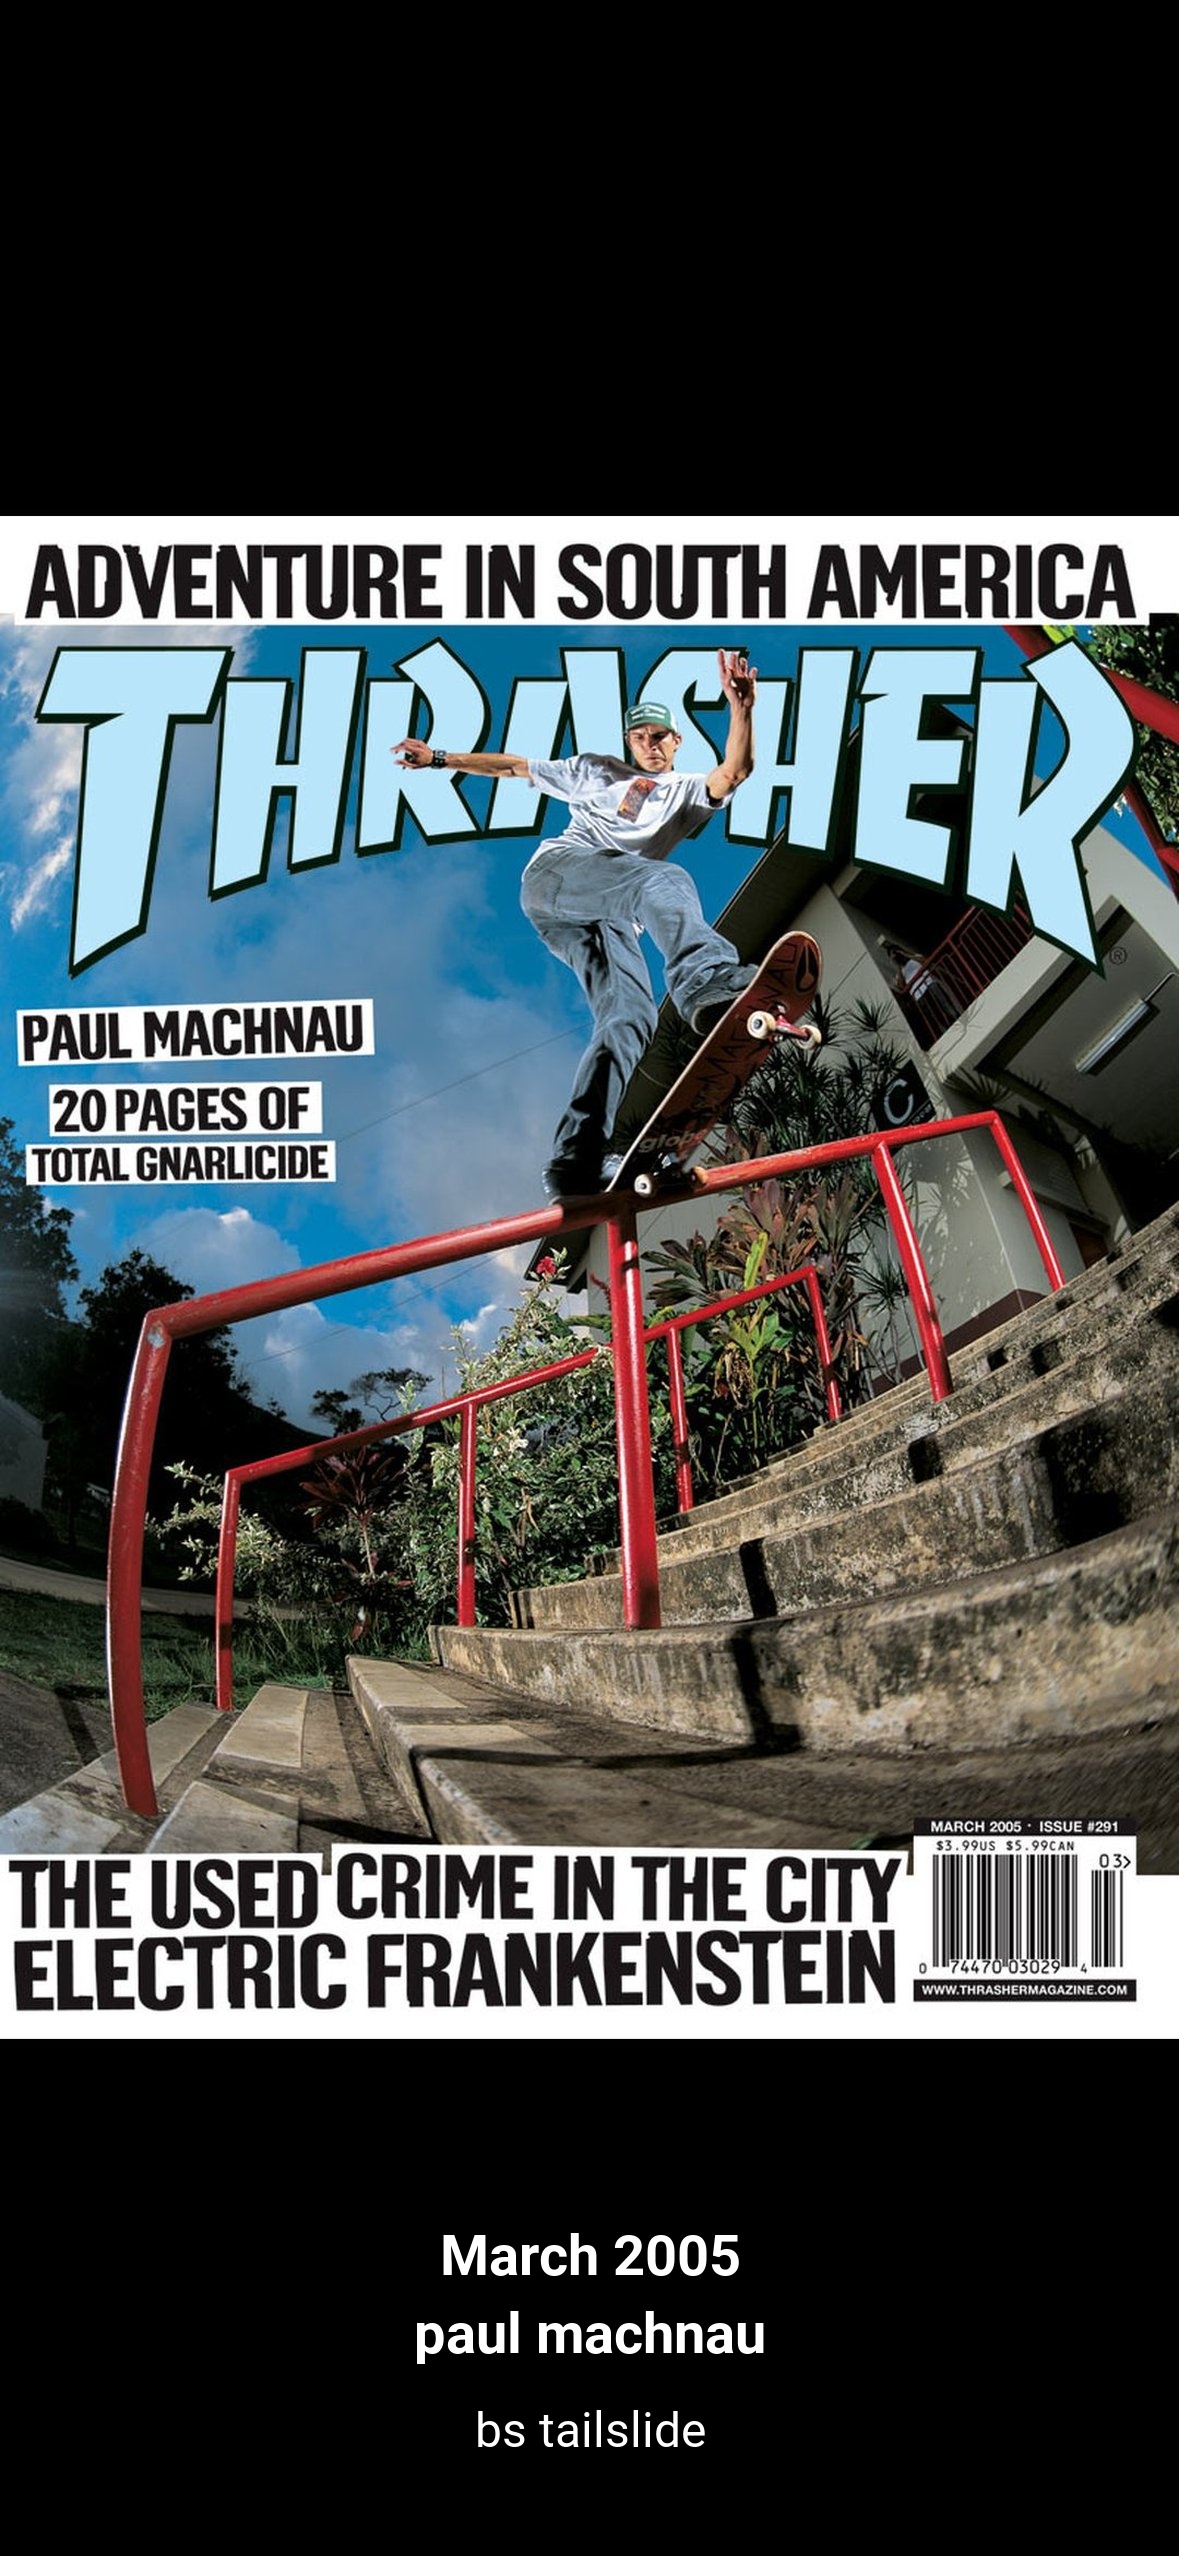 ADVENTURE IN SOUTH AMERICA
THRASHER
®
PAUL MACHNAU
20 PAGES OF
TOTAL GNARLICIDE
MACHNAU
globe
THE USED CRIME IN THE CITY
ELECTRIC FRANKENSTEIN
MARCH 2005 · ISSUE #291
$3.99US $5.99CAN
03>
0 74470 03029 4
WWW.THRASHERMAGAZINE.COM
March 2005
paul machnau
bs tailslide